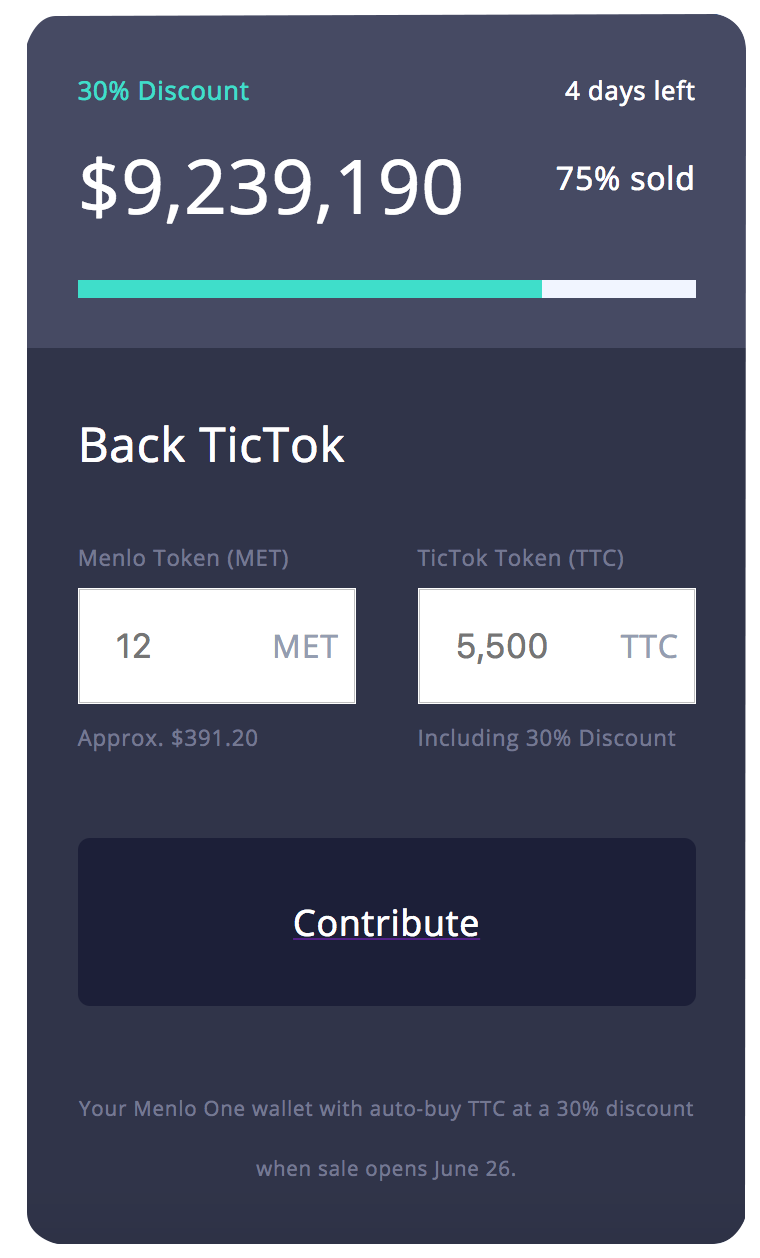 30% Discount
4 days left
$9,239,190
75% sold
Back TicTok
Menlo Token (MET)
TicTok Token (TTC)
12 MET
5,500 TTC
Approx. $391.20
Including 30% Discount
Contribute
Your Menlo One wallet with auto-buy TTC at a 30% discount
when sale opens June 26.